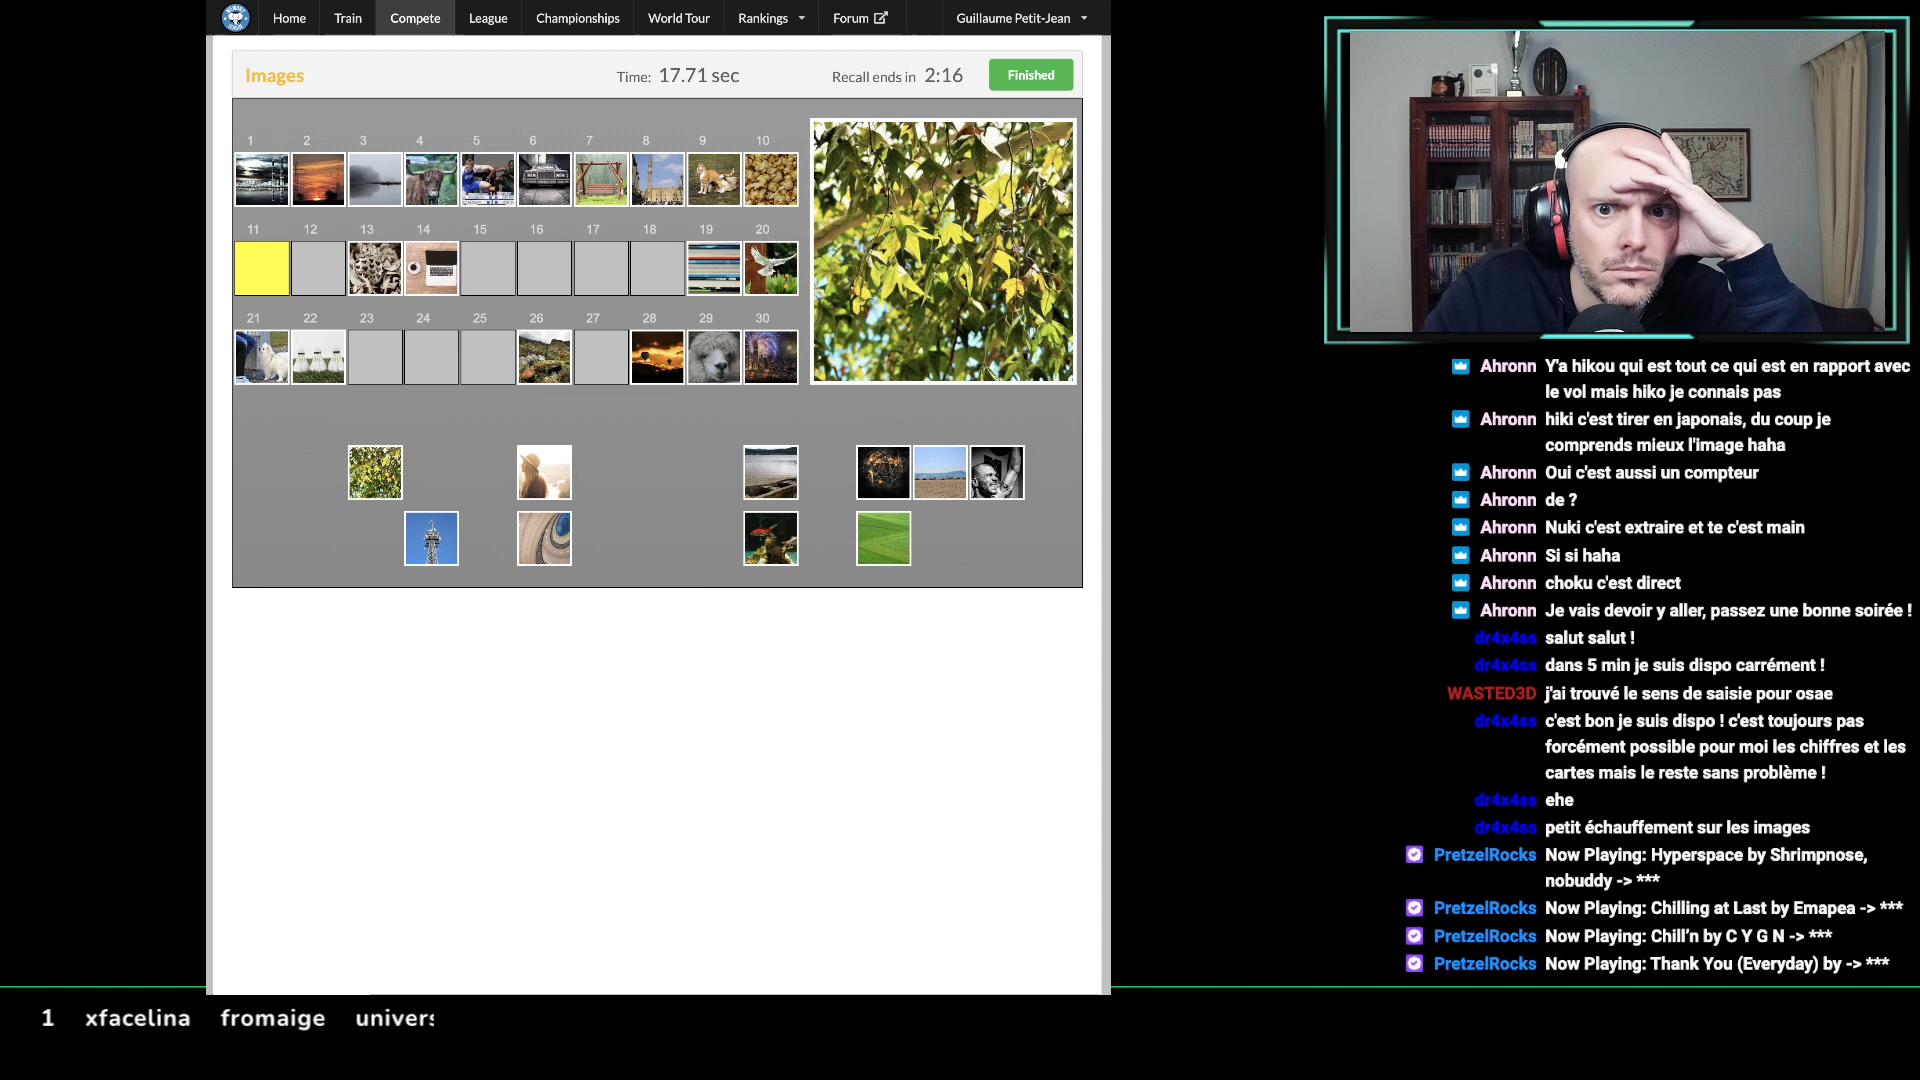 Home Train Compete League Championships World Tour Rankings Forum Guillaume Petit-Jean
Images Time: 17.71 sec Recall ends in 2:16 Finished
1 2 3 4 5 6 7 8 9 10
11 12 13 14 15 16 17 18 19 20
21 22 23 24 25 26 27 28 29 30
Ahronn Y'a hikou qui est tout ce qui est en rapport avec
le vol mais hiko je connais pas
Ahronn hiki c'est tirer en japonais, du coup je
comprends mieux l'image haha
Ahronn Oui c'est aussi un compteur
Ahronn de ?
Ahronn Nuki c'est extraire et te c'est main
Ahronn Si si haha
Ahronn choku c'est direct
Ahronn Je vais devoir y aller, passez une bonne soirée !
dr4x4ss salut salut !
dr4x4ss dans 5 min je suis dispo carrément !
WASTED3D j'ai trouvé le sens de saisie pour osae
dr4x4ss c'est bon je suis dispo ! c'est toujours pas
forcément possible pour moi les chiffres et les
cartes mais le reste sans problème !
dr4x4ss ehe
dr4x4ss petit échauffement sur les images
PretzelRocks Now Playing: Hyperspace by Shrimpnose,
nobuddy -> ***
PretzelRocks Now Playing: Chilling at Last by Emapea -> ***
PretzelRocks Now Playing: Chill'n by C Y G N -> ***
PretzelRocks Now Playing: Thank You (Everyday) by -> ***
1 xfacelina fromaige univers